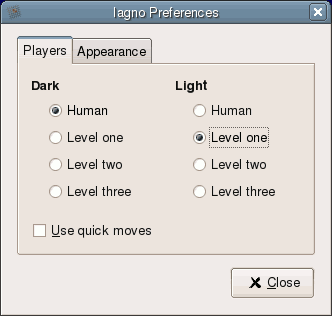 Iagno Preferences
Players Appearance
Dark Light
Human Human
Level one Level one
Level two Level two
Level three Level three
Use quick moves
Close